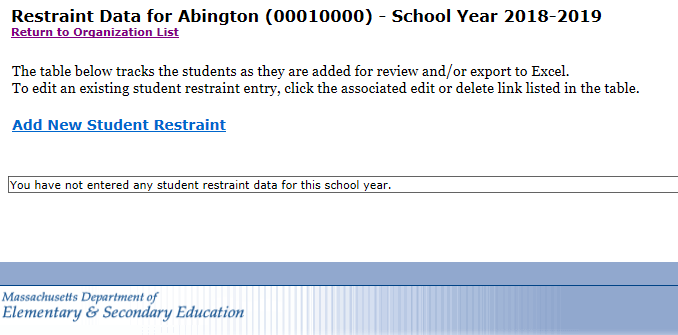 Restraint Data for Abington (00010000) - School Year 2018-2019
Return to Organization List
The table below tracks the students as they are added for review and/or export to Excel.
To edit an existing student restraint entry, click the associated edit or delete link listed in the table.
Add New Student Restraint
You have not entered any student restraint data for this school year.
Massachusetts Department of
Elementary & Secondary Education